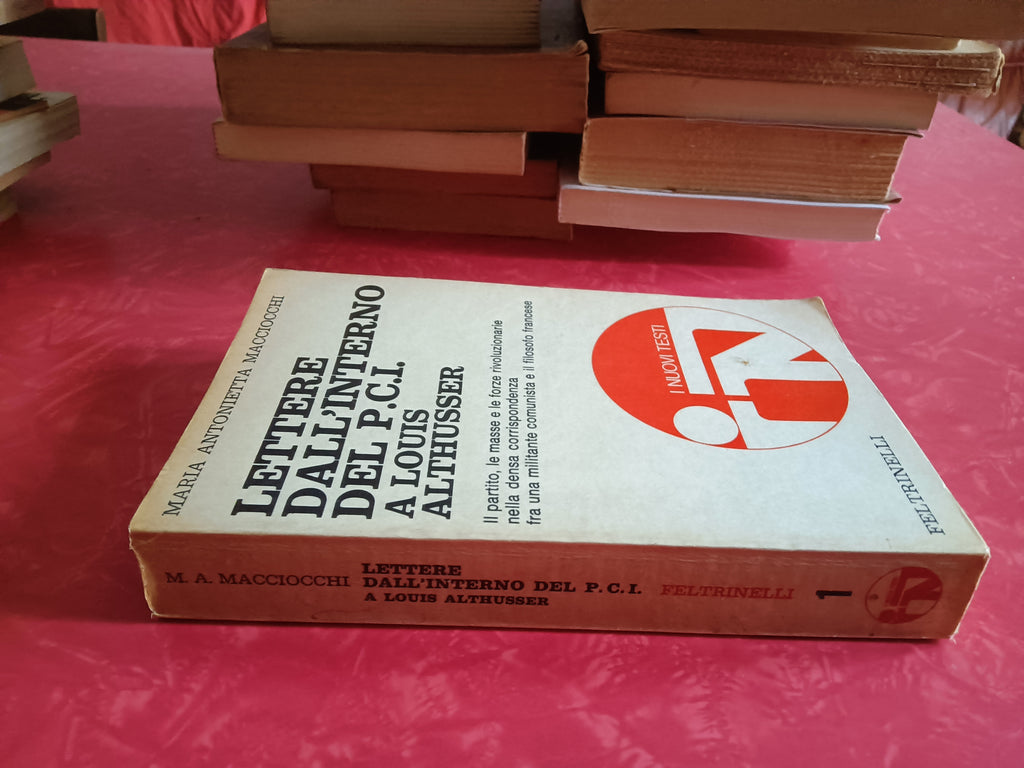 MARIA ANTONIETTA MACCIOCCHI
LETTERE
DALL'INTERNO
DEL P.C.I.
A LOUIS
ALTHUSSER
Il partito, le masse e le forze rivoluzionarie
nella densa corrispondenza
fra una militante comunista e il filosofo francese
I NUOVI TESTI
FELTRINELLI
M. A. MACCIOCCHI
LETTERE
DALL'INTERNO DEL P.C.I.
A LOUIS ALTHUSSER
FELTRINELLI
1